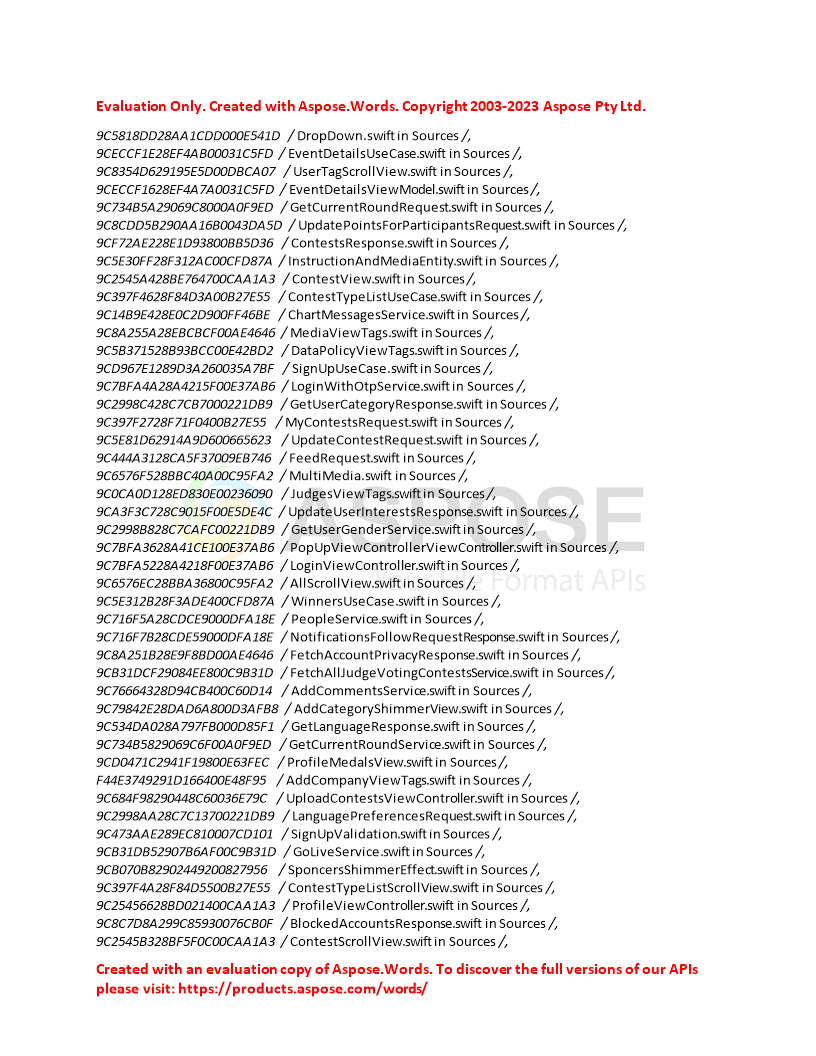 Evaluation Only. Created with Aspose.Words. Copyright 2003-2023 Aspose Pty Ltd.
9C5818DD28AA1CDD000E541D / DropDown.swift in Sources /,
9CECCF1E28EF4AB00031C5FD / EventDetailsUseCase.swift in Sources /,
9C8354D629195E5D00DBCA07 / UserTagScrollView.swift in Sources /,
9CECCF1628EF4A7A0031C5FD / EventDetailsViewModel.swift in Sources /,
9C734B5A29069C8000A0F9ED / GetCurrentRoundRequest.swift in Sources /,
9C8CDD5B290AA16B0043DA5D / UpdatePointsForParticipantsRequest.swift in Sources /,
9CF72AE228E1D93800BB5D36 / ContestsResponse.swift in Sources /,
9C5E30FF28F312AC00CFD87A / InstructionAndMediaEntity.swift in Sources /,
9C2545A428BE764700CAA1A3 / ContestView.swift in Sources /,
9C397F4628F84D3A00B27E55 / ContestTypeListUseCase.swift in Sources /,
9C14B9E428E0C2D900FF46BE / ChartMessagesService.swift in Sources /,
9C8A255A28EBCBCF00AE4646 / MediaViewTags.swift in Sources /,
9C5B371528B93BCC00E42BD2 / DataPolicyViewTags.swift in Sources /,
9CD967E1289D3A260035A7BF / SignUpUseCase.swift in Sources /,
9C7BFA4A28A4215F00E37AB6 / LoginWithOtpService.swift in Sources /,
9C2998C428C7CB7000221DB9 / GetUserCategoryResponse.swift in Sources /,
9C397F2728F71F0400B27E55 / MyContestsRequest.swift in Sources /,
9C5E81D62914A9D600665623 / UpdateContestRequest.swift in Sources /,
9C444A3128CA5F37009EB746 / FeedRequest.swift in Sources /,
9C6576F528BBC40A00C95FA2 / MultiMedia.swift in Sources /,
9C0CA0D128ED830E00236090 / JudgesViewTags.swift in Sources /,
9CA3F3C728C9015F00E5DE4C / UpdateUserInterestsResponse.swift in Sources /,
9C2998B828C7CAFC00221DB9 / GetUserGenderService.swift in Sources /,
9C7BFA3628A41CE100E37AB6 / PopUpViewControllerViewController.swift in Sources /,
9C7BFA5228A4218F00E37AB6 / LoginViewController.swift in Sources /,
9C6576EC28BBA36800C95FA2 / AllScrollView.swift in Sources /,
9C5E312B28F3ADE400CFD87A / WinnersUseCase.swift in Sources /,
9C716F5A28CDCE9000DFA18E / PeopleService.swift in Sources /,
9C716F7B28CDE59000DFA18E / NotificationsFollowRequestResponse.swift in Sources /,
9C8A251B28E9F8BD00AE4646 / FetchAccountPrivacyResponse.swift in Sources /,
9CB31DCF29084EE800C9B31D / FetchAllJudgeVotingContestsService.swift in Sources /,
9C76664328D94CB400C60D14 / AddCommentsService.swift in Sources /,
9C79842E28DAD6A800D3AFB8 / AddCategoryShimmerView.swift in Sources /,
9C534DA028A797FB000D85F1 / GetLanguageResponse.swift in Sources /,
9C734B5829069C6F00A0F9ED / GetCurrentRoundService.swift in Sources /,
9CD0471C2941F19800E63FEC / ProfileMedalsView.swift in Sources /,
F44E3749291D166400E48F95 / AddCompanyViewTags.swift in Sources /,
9C684F98290448C60036E79C / UploadContestsViewController.swift in Sources /,
9C2998AA28C7C13700221DB9 / LanguagePreferencesRequest.swift in Sources /,
9C473AAE289EC810007CD101 / SignUpValidation.swift in Sources /,
9CB31DB52907B6AF00C9B31D / GoLiveService.swift in Sources /,
9CB070B82902449200827956 / SponcersShimmerEffect.swift in Sources /,
9C397F4A28F84D5500B27E55 / ContestTypeListScrollView.swift in Sources /,
9C25456628BD021400CAA1A3 / ProfileViewController.swift in Sources /,
9C8C7D8A299C85930076CB0F / BlockedAccountsResponse.swift in Sources /,
9C2545B328BF5F0C00CAA1A3 / ContestScrollView.swift in Sources /,
ASPOSE
Your File Format APIs
Created with an evaluation copy of Aspose.Words. To discover the full versions of our APIs
please visit: https://products.aspose.com/words/